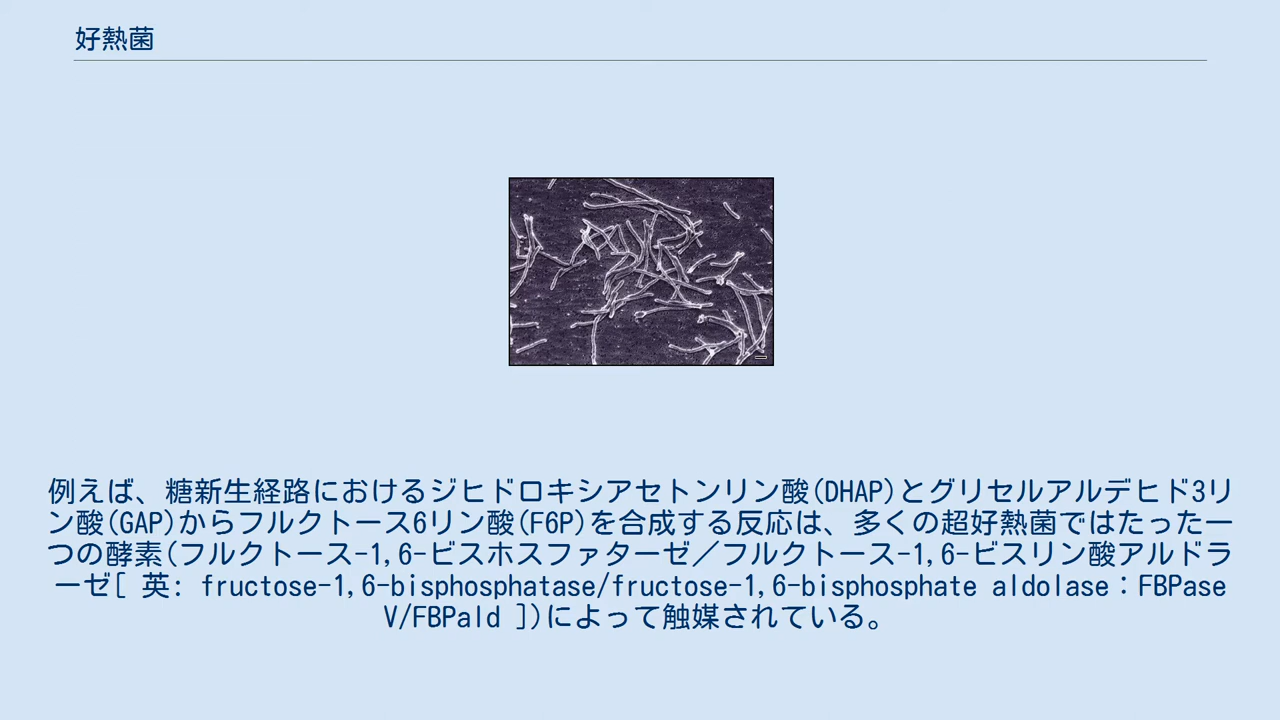 好熱菌
例えば、糖新生経路におけるジヒドロキシアセトンリン酸(DHAP)とグリセルアルデヒド3リ
ン酸(GAP)からフルクトース6リン酸(F6P)を合成する反応は、多くの超好熱菌ではたった一
つの酵素(フルクトース-1,6-ビスホスファターゼ／フルクトース-1,6-ビスリン酸アルドラ
ーゼ[ 英: fructose-1,6-bisphosphatase/fructose-1,6-bisphosphate aldolase：FBPase
V/FBPald ])によって触媒されている。